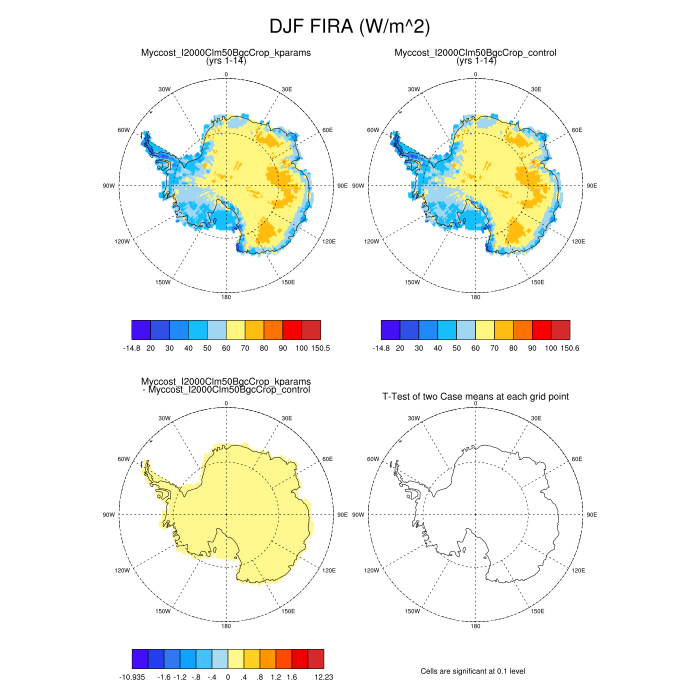 DJF FIRA (W/m^2)
Myccost_I2000Clm50BgcCrop_kparams
(yrs 1-14)
0
30W 30E
60W 60E
90W 90E
120W 120E
150W 150E
180
-14.8 20 30 40 50 60 70 80 90 100 150.5
Myccost_I2000Clm50BgcCrop_control
(yrs 1-14)
0
30W 30E
60W 60E
90W 90E
120W 120E
150W 150E
180
-14.8 20 30 40 50 60 70 80 90 100 150.6
Myccost_I2000Clm50BgcCrop_kparams
- Myccost_I2000Clm50BgcCrop_control
0
30W 30E
60W 60E
90W 90E
120W 120E
150W 150E
180
-10.935 -1.6 -1.2 -.8 -.4 0 .4 .8 1.2 1.6 12.23
T-Test of two Case means at each grid point
0
30W 30E
60W 60E
90W 90E
120W 120E
150W 150E
180
Cells are significant at 0.1 level